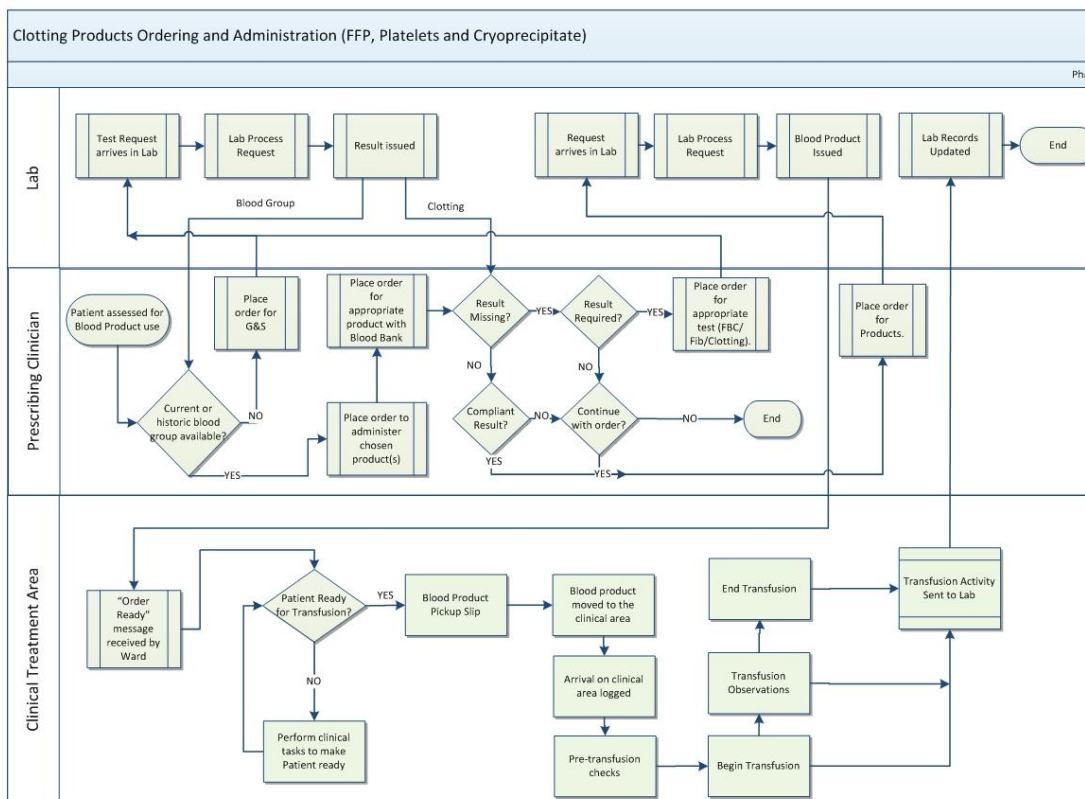 Clotting Products Ordering and Administration (FFP, Platelets and Cryoprecipitate)
Pha
Lab
Test Request
arrives in Lab
Lab Process
Request
Result issued
Request
arrives in Lab
Lab Process
Request
Blood Product
Issued
Lab Records
Updated
End
Blood Group
Clotting
Prescribing Clinician
Patient assessed for
Blood Product use
Place
order for
G&S
Current or
historic blood
group available?
NO
YES
Place order
for
appropriate
product with
Blood Bank
Place order to
administer
chosen
product(s)
Result
Missing?
YES
Result
Required?
YES
Place order
for
appropriate
test (FBC/
Fib/Clotting).
Place order
for
Products.
NO
NO
Compliant
Result?
NO
Continue
with order?
NO
End
YES
YES
Clinical Treatment Area
“Order
Ready”
message
received by
Ward
Patient Ready
for Transfusion?
YES
NO
Perform clinical
tasks to make
Patient ready
Blood Product
Pickup Slip
Blood product
moved to the
clinical area
Arrival on clinical
area logged
Pre-transfusion
checks
Begin Transfusion
Transfusion
Observations
End Transfusion
Transfusion Activity
Sent to Lab